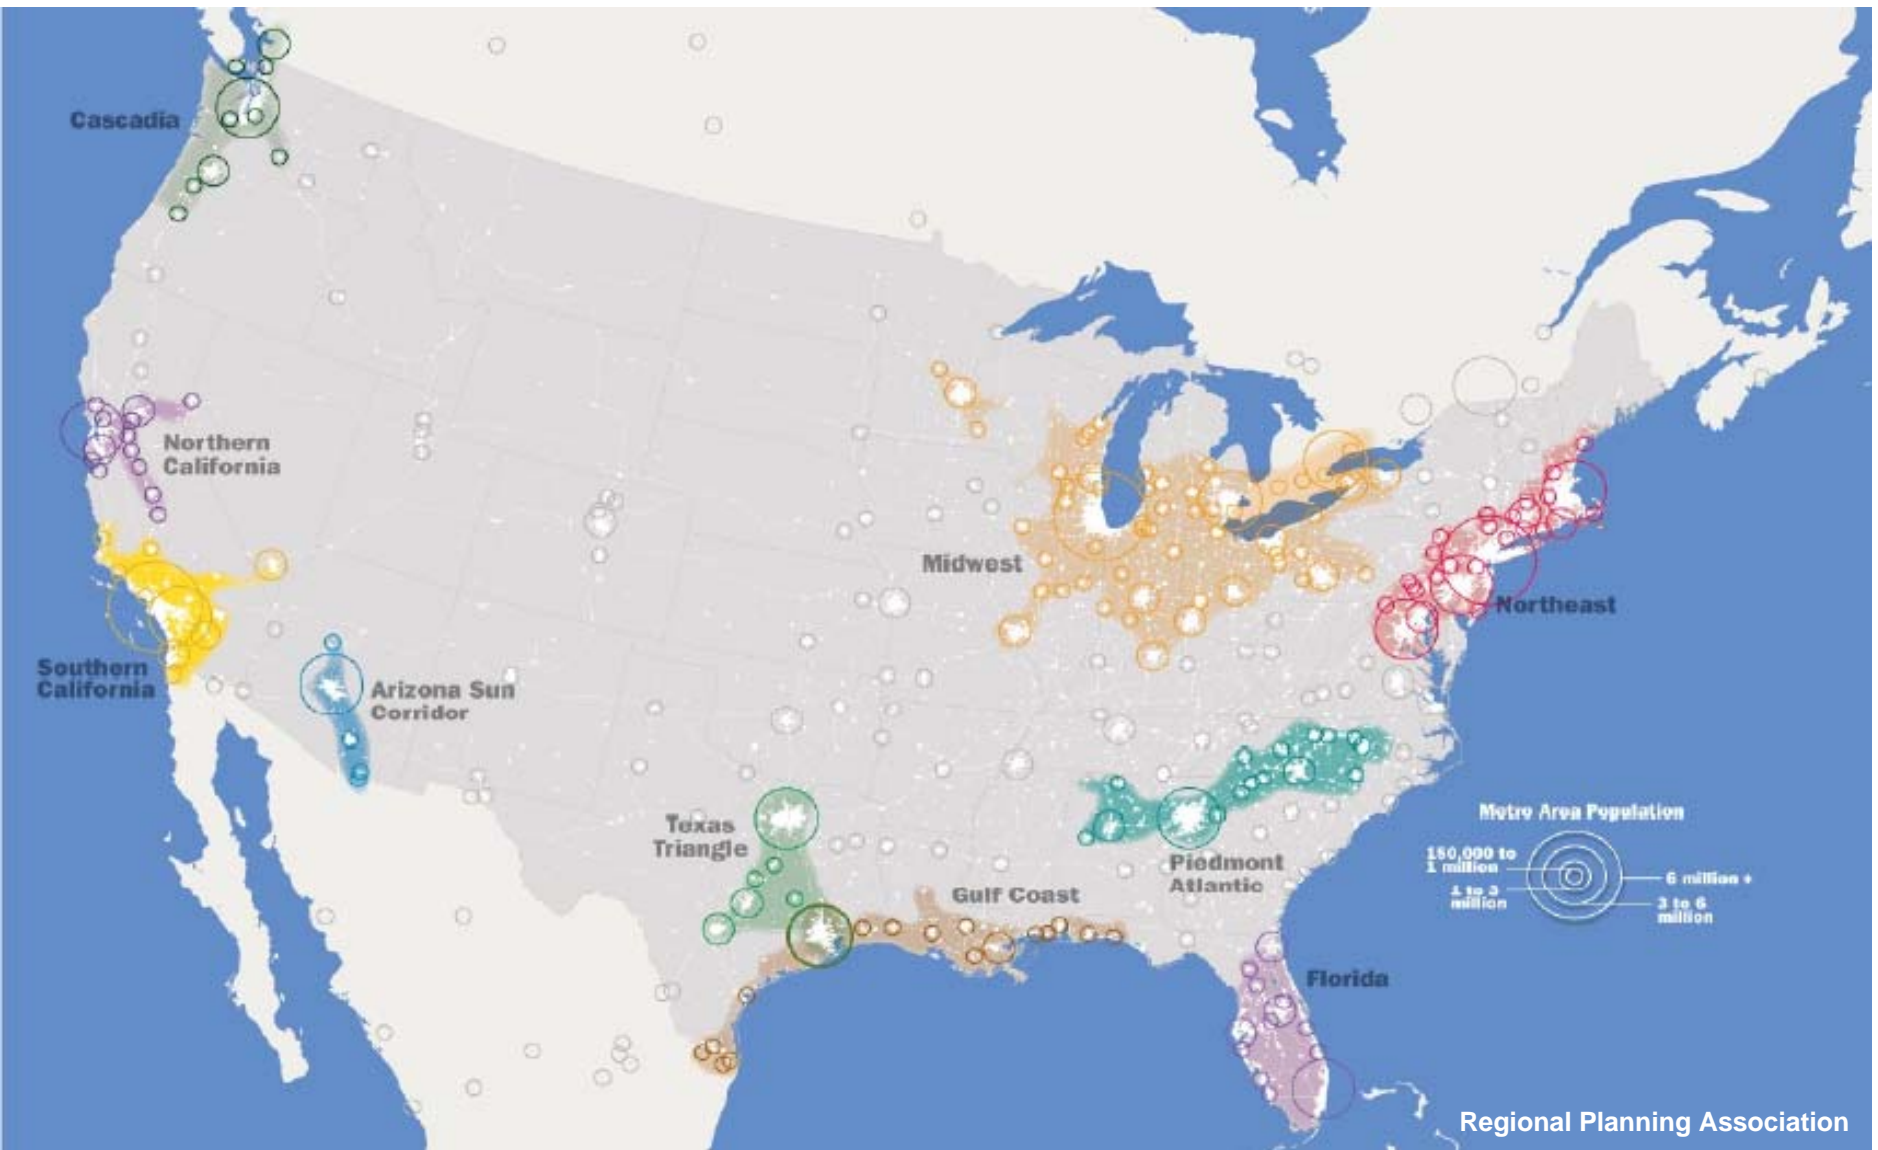 Cascadia
Northern
California
Southern
California
Arizona Sun
Corridor
Midwest
Northeast
Texas
Triangle
Gulf Coast
Piedmont
Atlantic
Florida
Metro Area Population
150,000 to
1 million
1 to 3
million
6 million +
3 to 6
million
Regional Planning Association